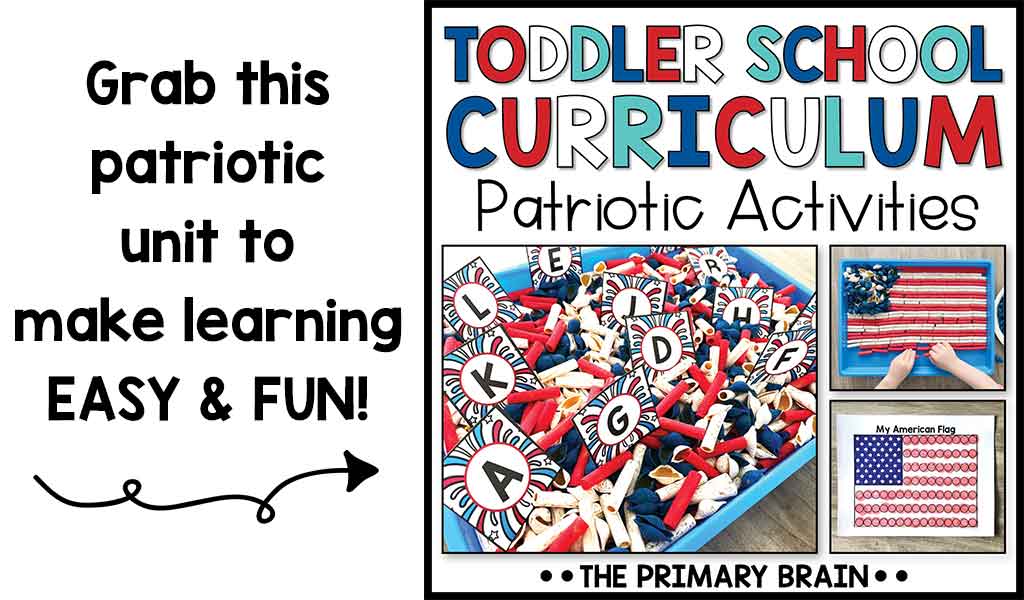 Grab this
patriotic
unit to
make learning
EASY & FUN!
TODDLER SCHOOL
CURRICULUM
Patriotic Activities
E
R
L
J
H
D
F
K
G
A
My American Flag
••THE PRIMARY BRAIN••